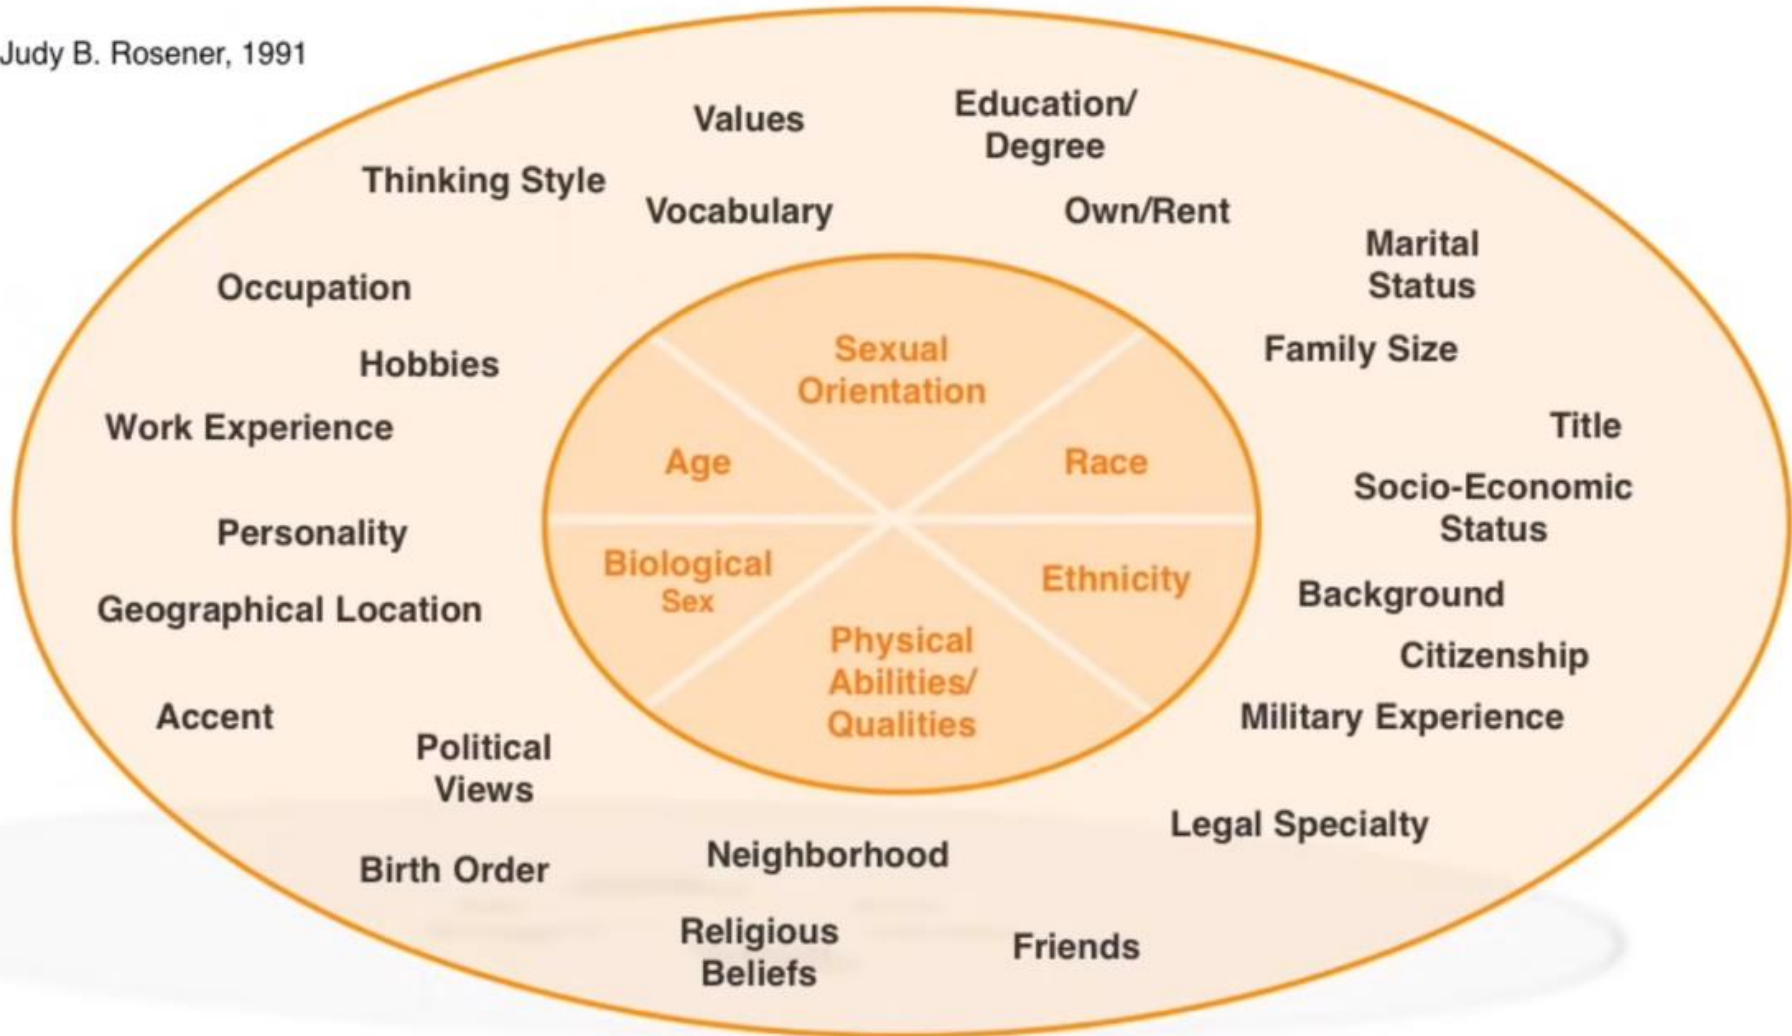 Judy B. Rosener, 1991
Values
Education/
Degree
Thinking Style
Vocabulary
Own/Rent
Marital
Status
Occupation
Hobbies
Sexual
Orientation
Family Size
Work Experience
Age
Race
Title
Socio-Economic
Status
Personality
Biological
Sex
Ethnicity
Background
Geographical Location
Physical
Abilities/
Qualities
Citizenship
Accent
Military Experience
Political
Views
Legal Specialty
Birth Order
Neighborhood
Religious
Beliefs
Friends